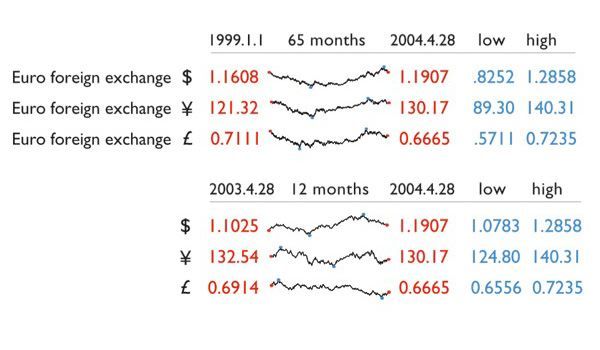 1999.1.1 65 months 2004.4.28 low high
Euro foreign exchange $ 1.1608 1.1907 .8252 1.2858
Euro foreign exchange ¥ 121.32 130.17 89.30 140.31
Euro foreign exchange £ 0.7111 0.6665 .5711 0.7235
2003.4.28 12 months 2004.4.28 low high
$ 1.1025 1.1907 1.0783 1.2858
¥ 132.54 130.17 124.80 140.31
£ 0.6914 0.6665 0.6556 0.7235